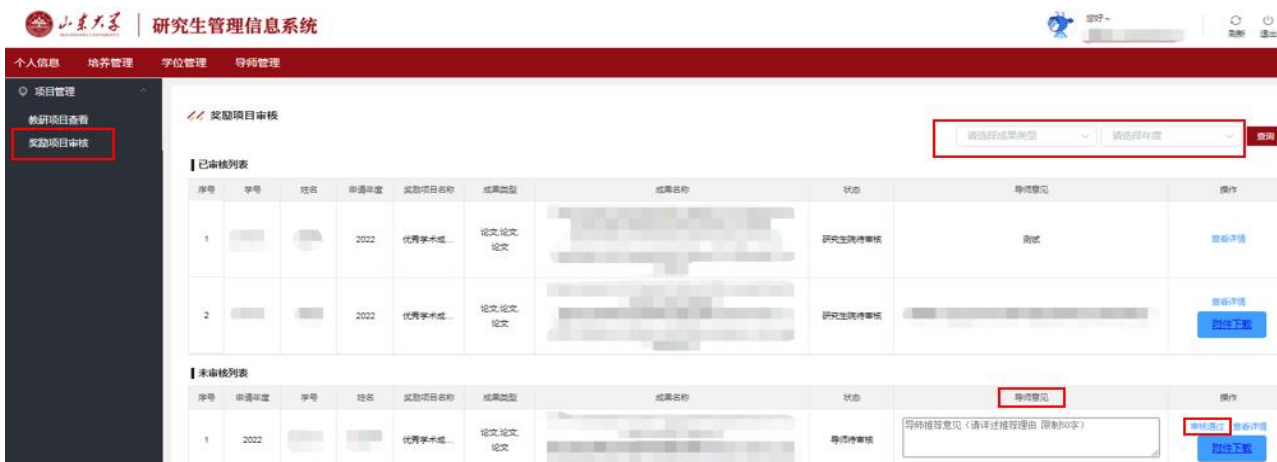 山东大学 研究生管理信息系统
您好~
刷新 退出
个人信息 培养管理 学位管理 导师管理
项目管理
教研项目查看
奖励项目审核
奖励项目审核
请选择成果类型 请选择年度 查询
已审核列表
序号 学号 姓名 申请年度 奖励项目名称 成果类型 成果名称 状态 导师意见 操作
1 2022 优秀学术成... 论文,论文,论文 研究生院待审核 测试 查看详情
2 2022 优秀学术成... 论文,论文,论文 研究生院待审核 查看详情
附件下载
未审核列表
序号 申请年度 学号 姓名 奖励项目名称 成果类型 成果名称 状态 导师意见 操作
1 2022 优秀学术成... 论文,论文,论文 导师待审核 导师推荐意见（请详述推荐理由 限制50字） 审核通过 查看详情
附件下载